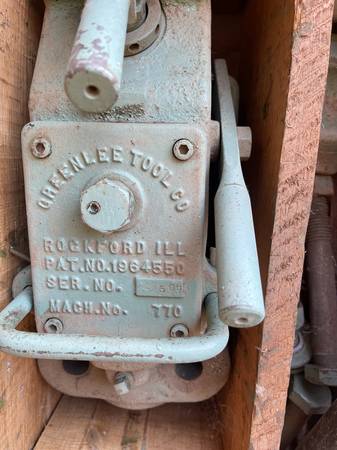 GREENLEE TOOL CO
ROCKFORD ILL
PAT. NO. 1964550
SER. NO.
MACH. NO. 770